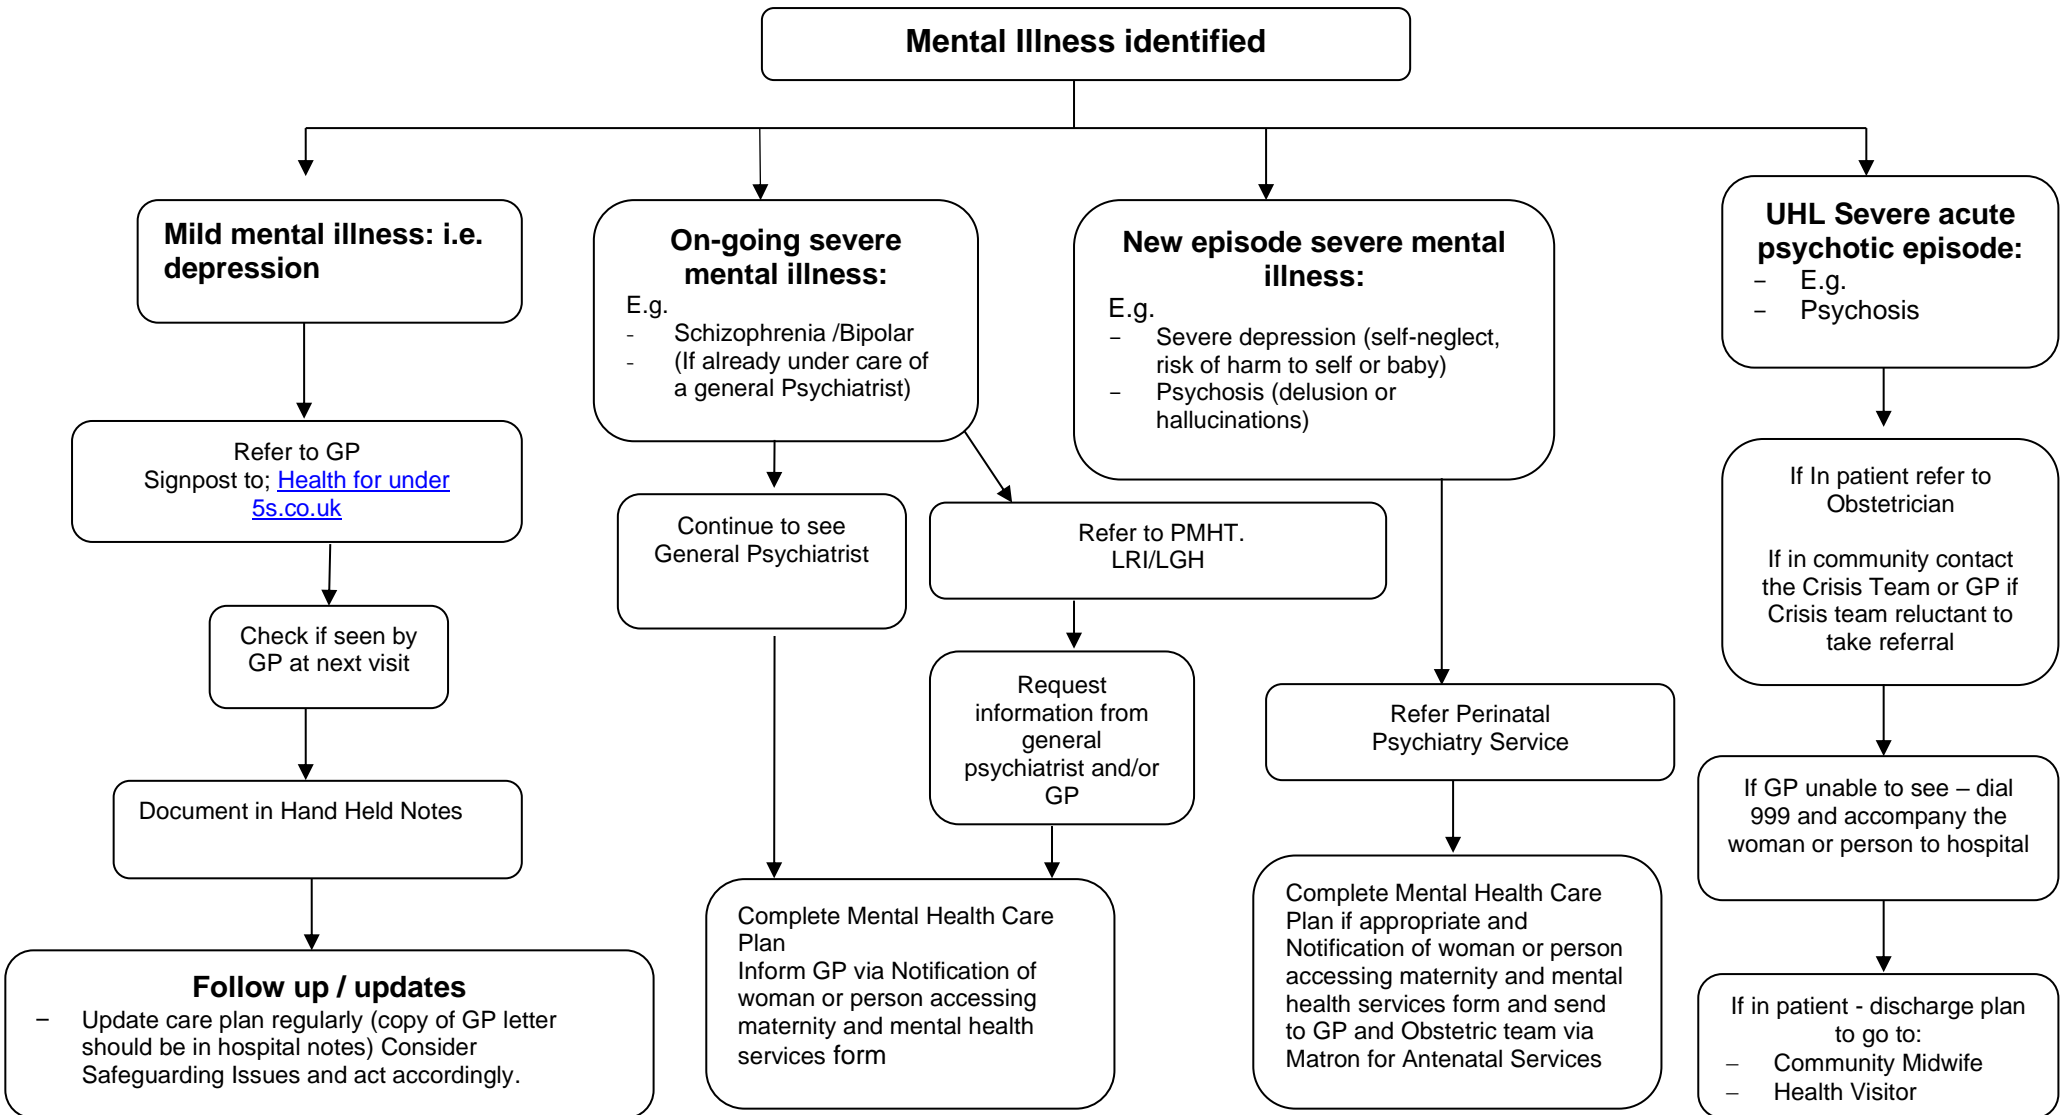 Mental Illness identified
Mild mental illness: i.e.
depression
Refer to GP
Signpost to; Health for under
5s.co.uk
Check if seen by
GP at next visit
Document in Hand Held Notes
Follow up / updates
– Update care plan regularly (copy of GP letter
should be in hospital notes) Consider
Safeguarding Issues and act accordingly.
On-going severe
mental illness:
E.g.
- Schizophrenia /Bipolar
- (If already under care of
a general Psychiatrist)
Continue to see
General Psychiatrist
Refer to PMHT.
LRI/LGH
Request
information from
general
psychiatrist and/or
GP
Complete Mental Health Care
Plan
Inform GP via Notification of
woman or person accessing
maternity and mental health
services form
New episode severe mental
illness:
E.g.
– Severe depression (self-neglect,
risk of harm to self or baby)
– Psychosis (delusion or
hallucinations)
Refer Perinatal
Psychiatry Service
Complete Mental Health Care
Plan if appropriate and
Notification of woman or person
accessing maternity and mental
health services form and send
to GP and Obstetric team via
Matron for Antenatal Services
UHL Severe acute
psychotic episode:
– E.g.
– Psychosis
If In patient refer to
Obstetrician
If in community contact
the Crisis Team or GP if
Crisis team reluctant to
take referral
If GP unable to see – dial
999 and accompany the
woman or person to hospital
If in patient - discharge plan
to go to:
– Community Midwife
– Health Visitor